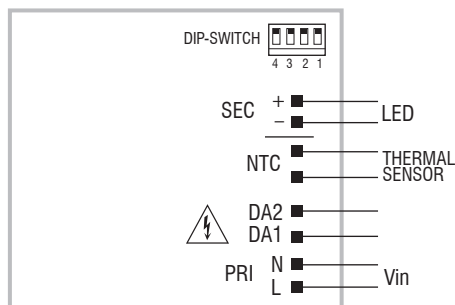 DIP-SWITCH
4 3 2 1
SEC + LED
−
NTC THERMAL
SENSOR
DA2
DA1
PRI N Vin
L